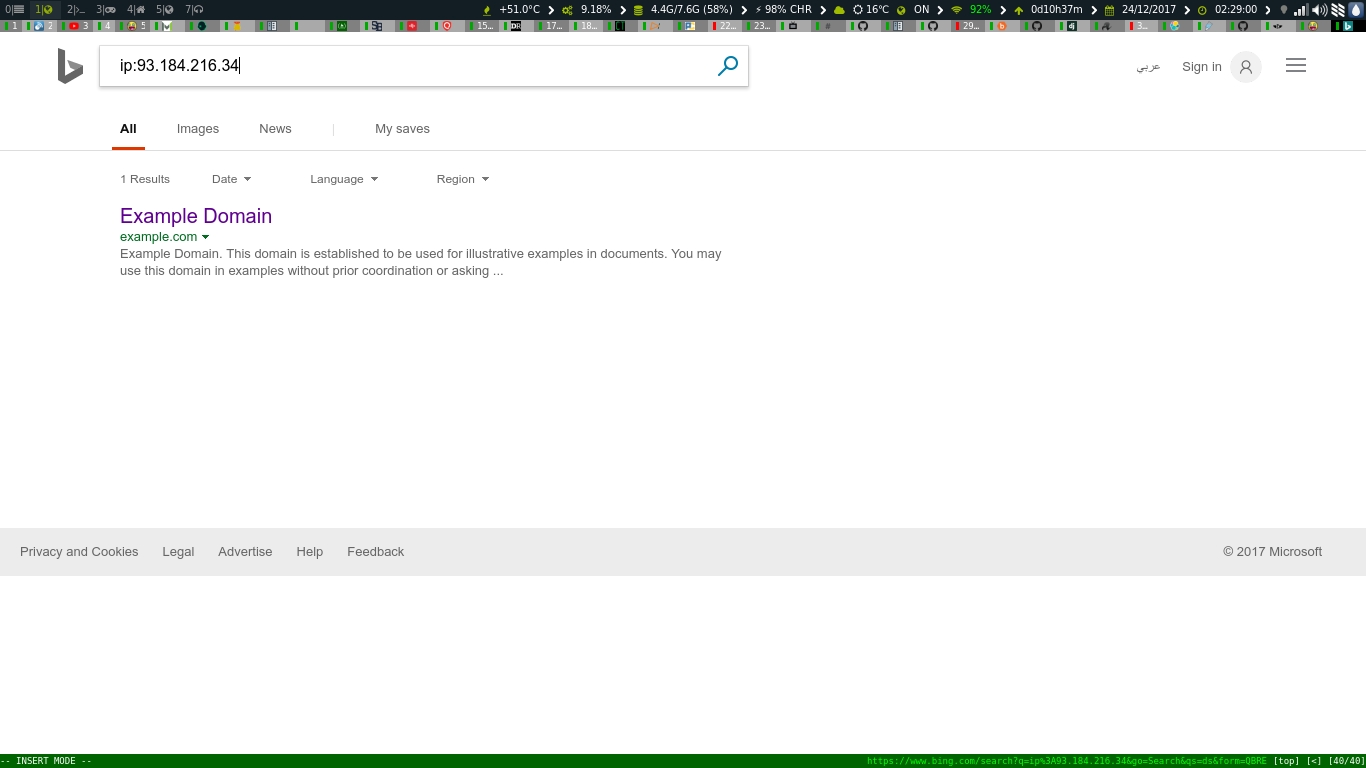 0| 1| 2|>_ 3| 4| 5| 7| +51.0°C 9.18% 4.4G/7.6G (58%) 98% CHR 16°C ON 92% 0d10h37m 24/12/2017 02:29:00
1 2 3 4 5 15... DR 17... 18... 22... 23... 29... dj 3...
ip:93.184.216.34
عربي Sign in
All Images News | My saves
1 Results Date Language Region
Example Domain
example.com
Example Domain. This domain is established to be used for illustrative examples in documents. You may
use this domain in examples without prior coordination or asking ...
Privacy and Cookies Legal Advertise Help Feedback © 2017 Microsoft
-- INSERT MODE -- https://www.bing.com/search?q=ip%3A93.184.216.34&go=Search&qs=ds&form=QBRE [top] [<] [40/40]